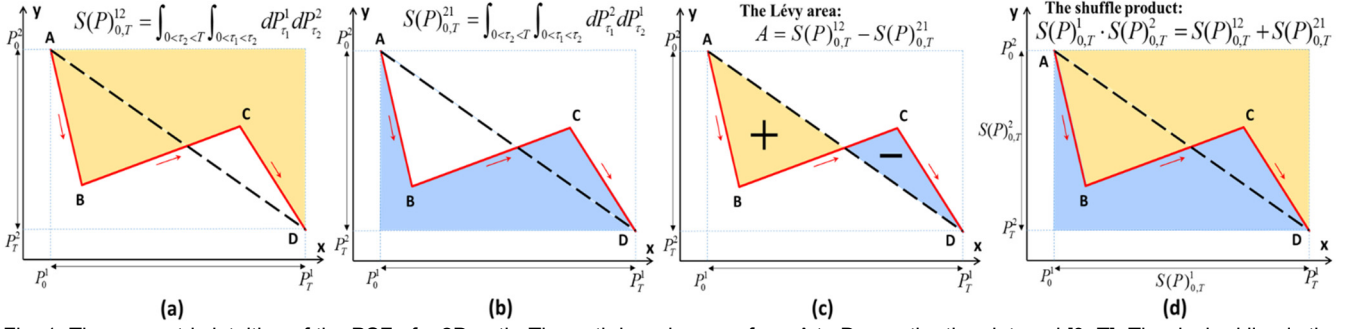 S(P)^{12}_{0,T} = ∫_{0<τ_2<T} ∫_{0<τ_1<τ_2} dP^1_{τ_1} dP^2_{τ_2}
y
P^2_0
A
C
B
D
P^2_T
x
P^1_0
P^1_T
(a)
S(P)^{21}_{0,T} = ∫_{0<τ_2<T} ∫_{0<τ_1<τ_2} dP^2_{τ_1} dP^1_{τ_2}
y
P^2_0
A
C
B
D
P^2_T
x
P^1_0
P^1_T
(b)
The Lévy area:
A = S(P)^{12}_{0,T} − S(P)^{21}_{0,T}
y
P^2_0
A
C
+
−
B
D
P^2_T
x
P^1_0
P^1_T
(c)
The shuffle product:
S(P)^1_{0,T} · S(P)^2_{0,T} = S(P)^{12}_{0,T} + S(P)^{21}_{0,T}
y
P^2_0
A
C
S(P)^2_{0,T}
B
D
P^2_T
x
P^1_0
S(P)^1_{0,T}
P^1_T
(d)